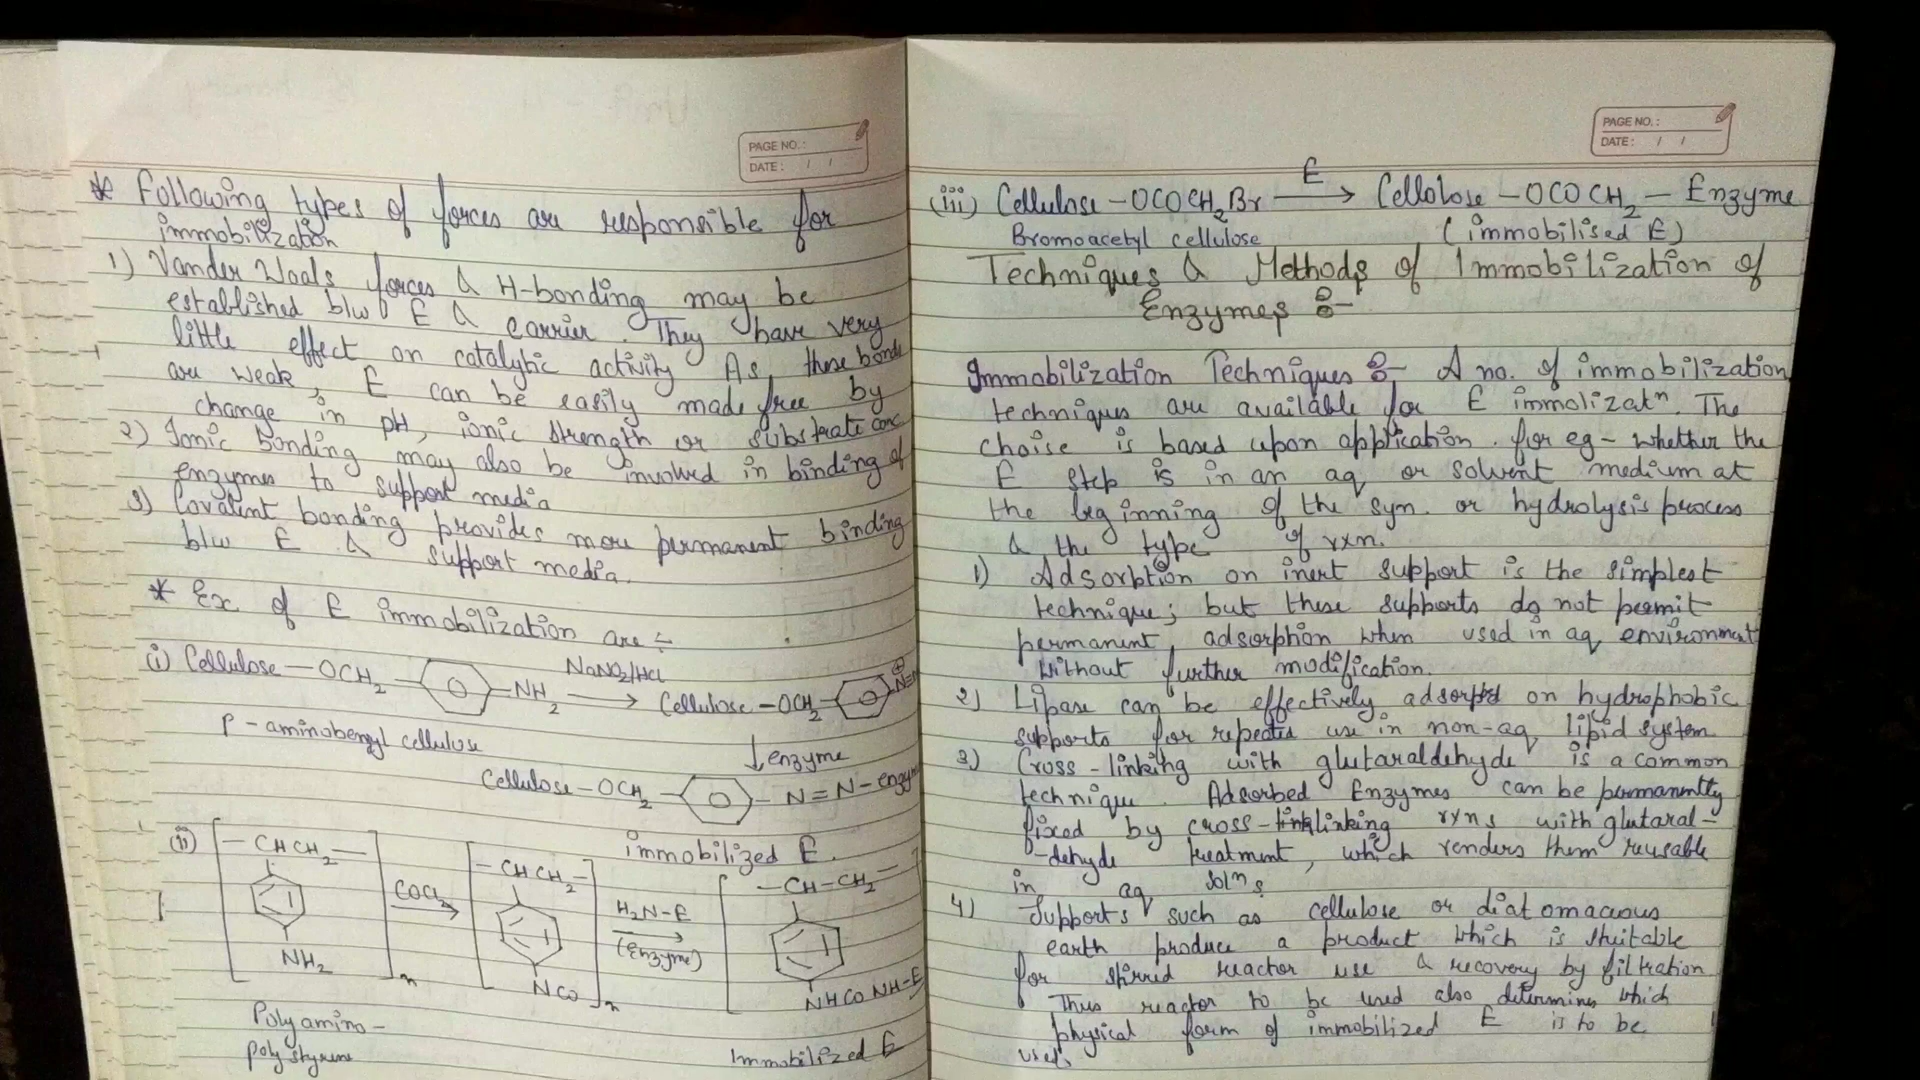 PAGE NO.:
DATE: / /
* Following types of forces are responsible for
immobilization
1) Vander Waals forces & H-bonding may be
established b/w E & carrier. They have very
little effect on catalytic activity As, these bonds
are weak, E can be easily made free by
change in pH, ionic strength or substrate conc
2) Ionic bonding may also be involved in binding of
enzymes to support media
3) Covalent bonding provides more permanent binding
b/w E & support media.
* Ex. of E immobilization are ÷
(i) Cellulose-OCH2- -NH2 NaNO2/HCl → Cellulose-OCH2- ⊕ N≡N
P-aminobenzyl cellulose
↓enzyme
Cellulose-OCH2- -N=N-enzyme
immobilized E.
(ii) [-CHCH2- NH2]n COCl2 → [-CHCH2- NCO]n H2N-E (Enzyme) → [-CH-CH2- NHCONH-E
Polyamino-
polystyrene
Immobilized E
PAGE NO.:
DATE: / /
(iii) Cellulose-OCOCH2Br E → Cellolose-OCOCH2-Enzyme
Bromoacetyl cellulose (immobilised E)
Techniques & Methods of Immobilization of
Enzymes :-
Immobilization Techniques :- A no. of immobilization
techniques are available for E immolizatn. The
choise is based upon application. for eg- whether the
E step is in an aq or solvent medium at
the beginning of the syn. or hydrolysis process
& the type of rxn.
1) Adsorption on inert support is the simplest
technique; but these supports do not permit
permanent, adsorption when used in aq environment
without further modification.
2) Lipase can be effectively adsorbed on hydrophobic
supports for repeated use in non-aq lipid system
3) Cross-linking with glutaraldehyde is a common
technique. Adsorbed Enzymes can be permanently
fixed by cross-linking rxns with glutaral-
-dehyde treatment, which renders them reusable
in aq solns
4) Supports such as cellulose or diatomaceous
earth produce a product which is stuitable
for stirred reactor use & recovery by filtration
Thus reactor to be used also determines which
physical form of immobilized E is to be
used.